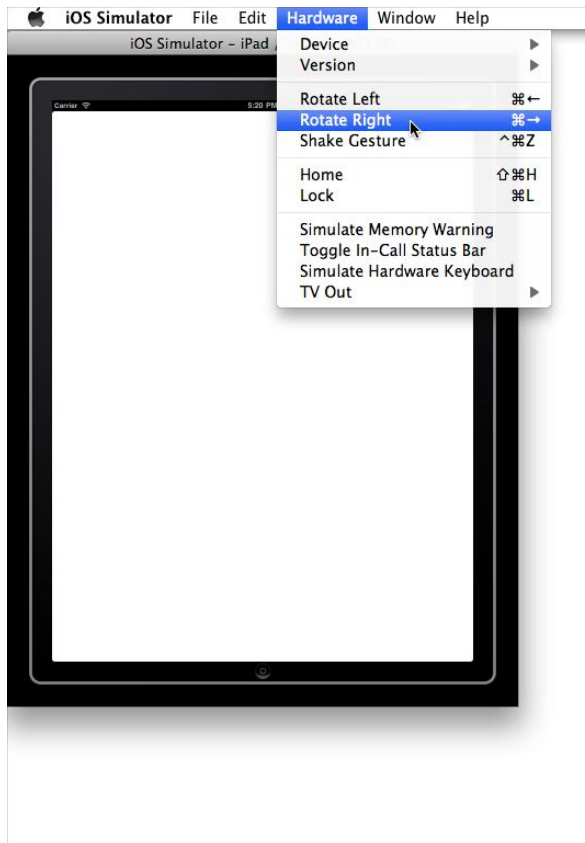 iOS Simulator File Edit Hardware Window Help
iOS Simulator – iPad
Device
Version
Carrier
5:20 PM
Rotate Left ⌘←
Rotate Right ⌘→
Shake Gesture ^⌘Z
Home ⇧⌘H
Lock ⌘L
Simulate Memory Warning
Toggle In-Call Status Bar
Simulate Hardware Keyboard
TV Out